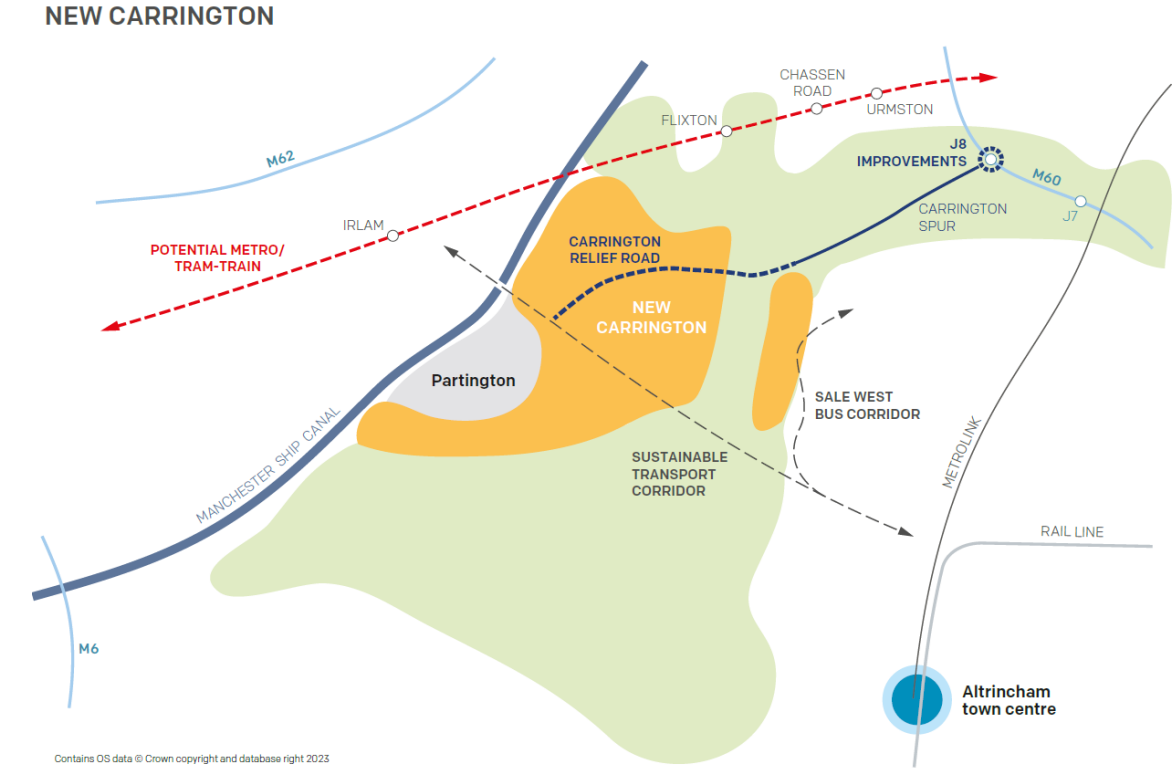 NEW CARRINGTON
CHASSEN
ROAD
URMSTON
FLIXTON
J8
IMPROVEMENTS
M62
M60
J7
CARRINGTON
SPUR
IRLAM
POTENTIAL METRO/
TRAM-TRAIN
CARRINGTON
RELIEF ROAD
NEW
CARRINGTON
Partington
SALE WEST
BUS CORRIDOR
MANCHESTER SHIP CANAL
SUSTAINABLE
TRANSPORT
CORRIDOR
METROLINK
RAIL LINE
M6
Altrincham
town centre
Contains OS data © Crown copyright and database right 2023